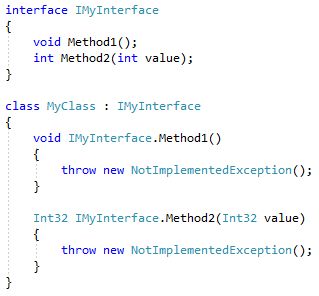 interface IMyInterface
{
    void Method1();
    int Method2(int value);
}

class MyClass : IMyInterface
{
    void IMyInterface.Method1()
    {
        throw new NotImplementedException();
    }

    Int32 IMyInterface.Method2(Int32 value)
    {
        throw new NotImplementedException();
    }
}